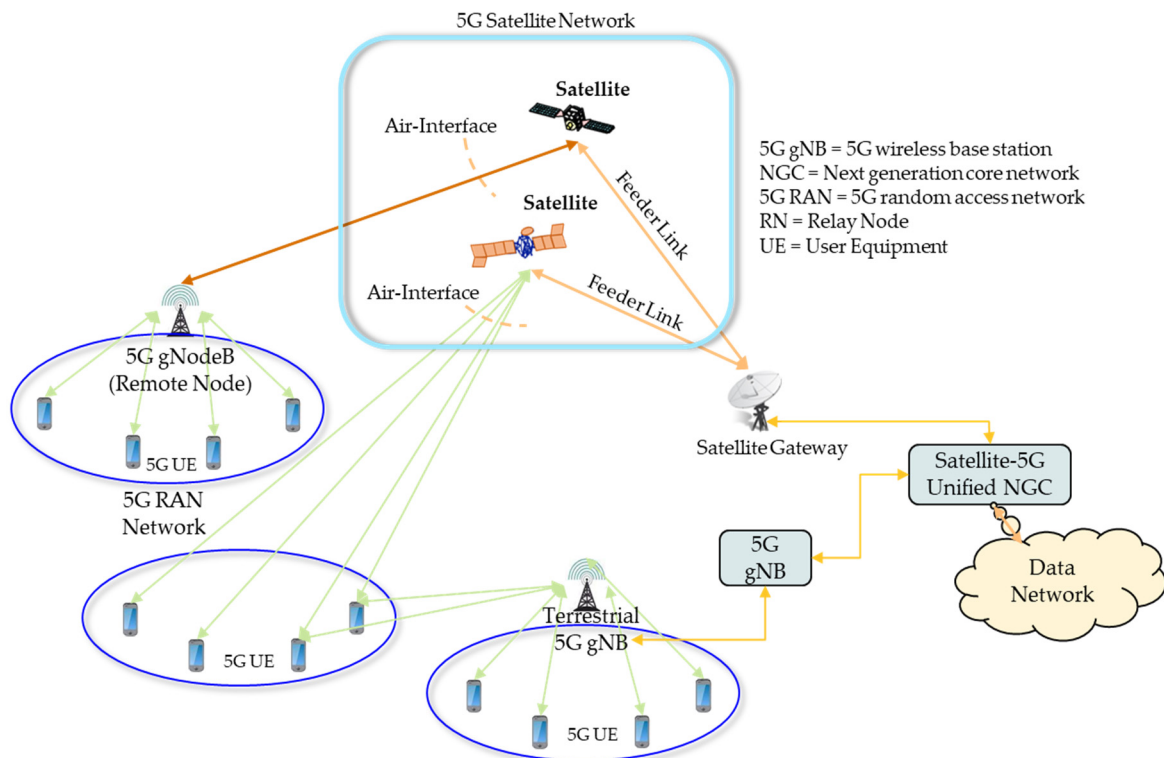 5G Satellite Network
Satellite
Air-Interface
Feeder Link
Satellite
Air-Interface
Feeder Link
5G gNB = 5G wireless base station
NGC = Next generation core network
5G RAN = 5G random access network
RN = Relay Node
UE = User Equipment
5G gNodeB
(Remote Node)
5G UE
5G RAN
Network
Satellite Gateway
Satellite-5G
Unified NGC
5G
gNB
Data
Network
Terrestrial
5G gNB
5G UE
5G UE